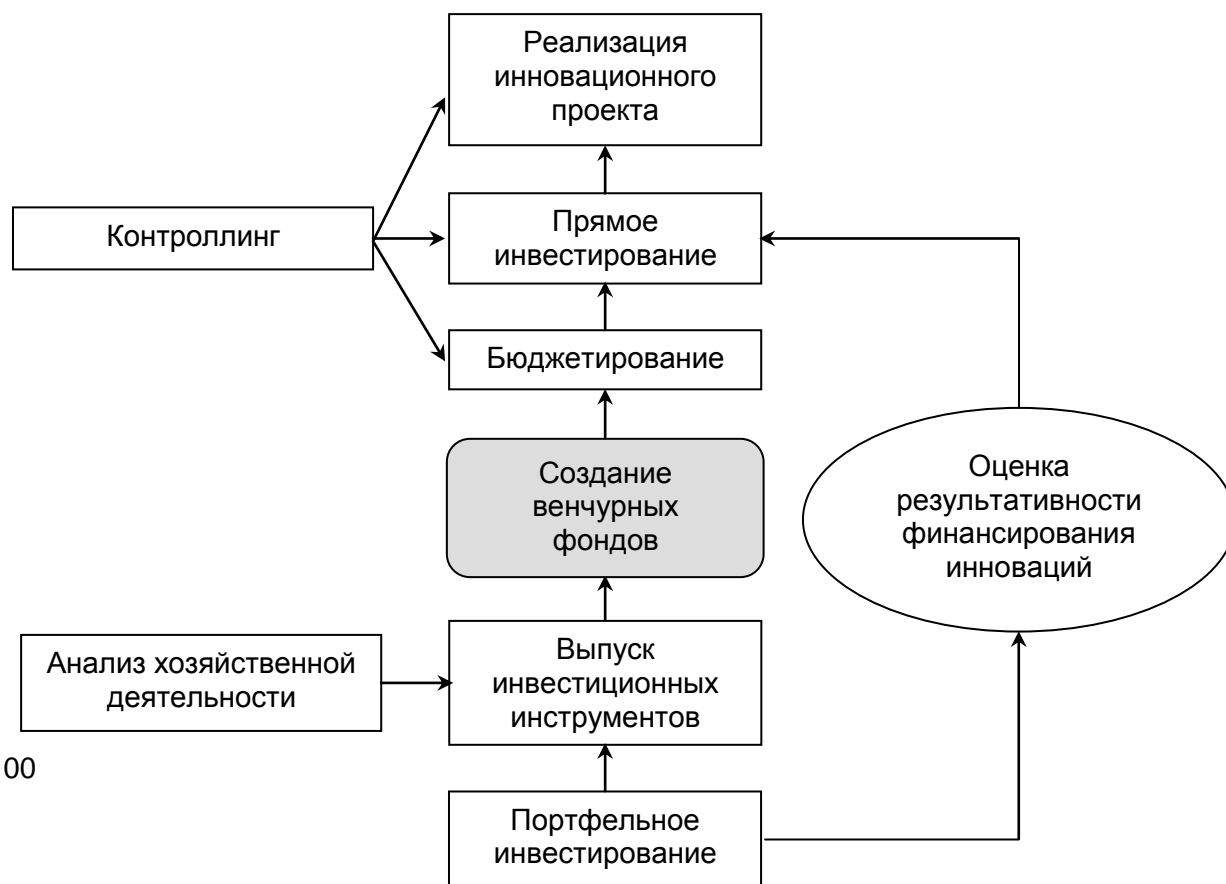 Реализация
инновационного
проекта
Контроллинг
Прямое
инвестирование
Бюджетирование
Создание
венчурных
фондов
Оценка
результативности
финансирования
инноваций
Анализ хозяйственной
деятельности
Выпуск
инвестиционных
инструментов
00
Портфельное
инвестирование